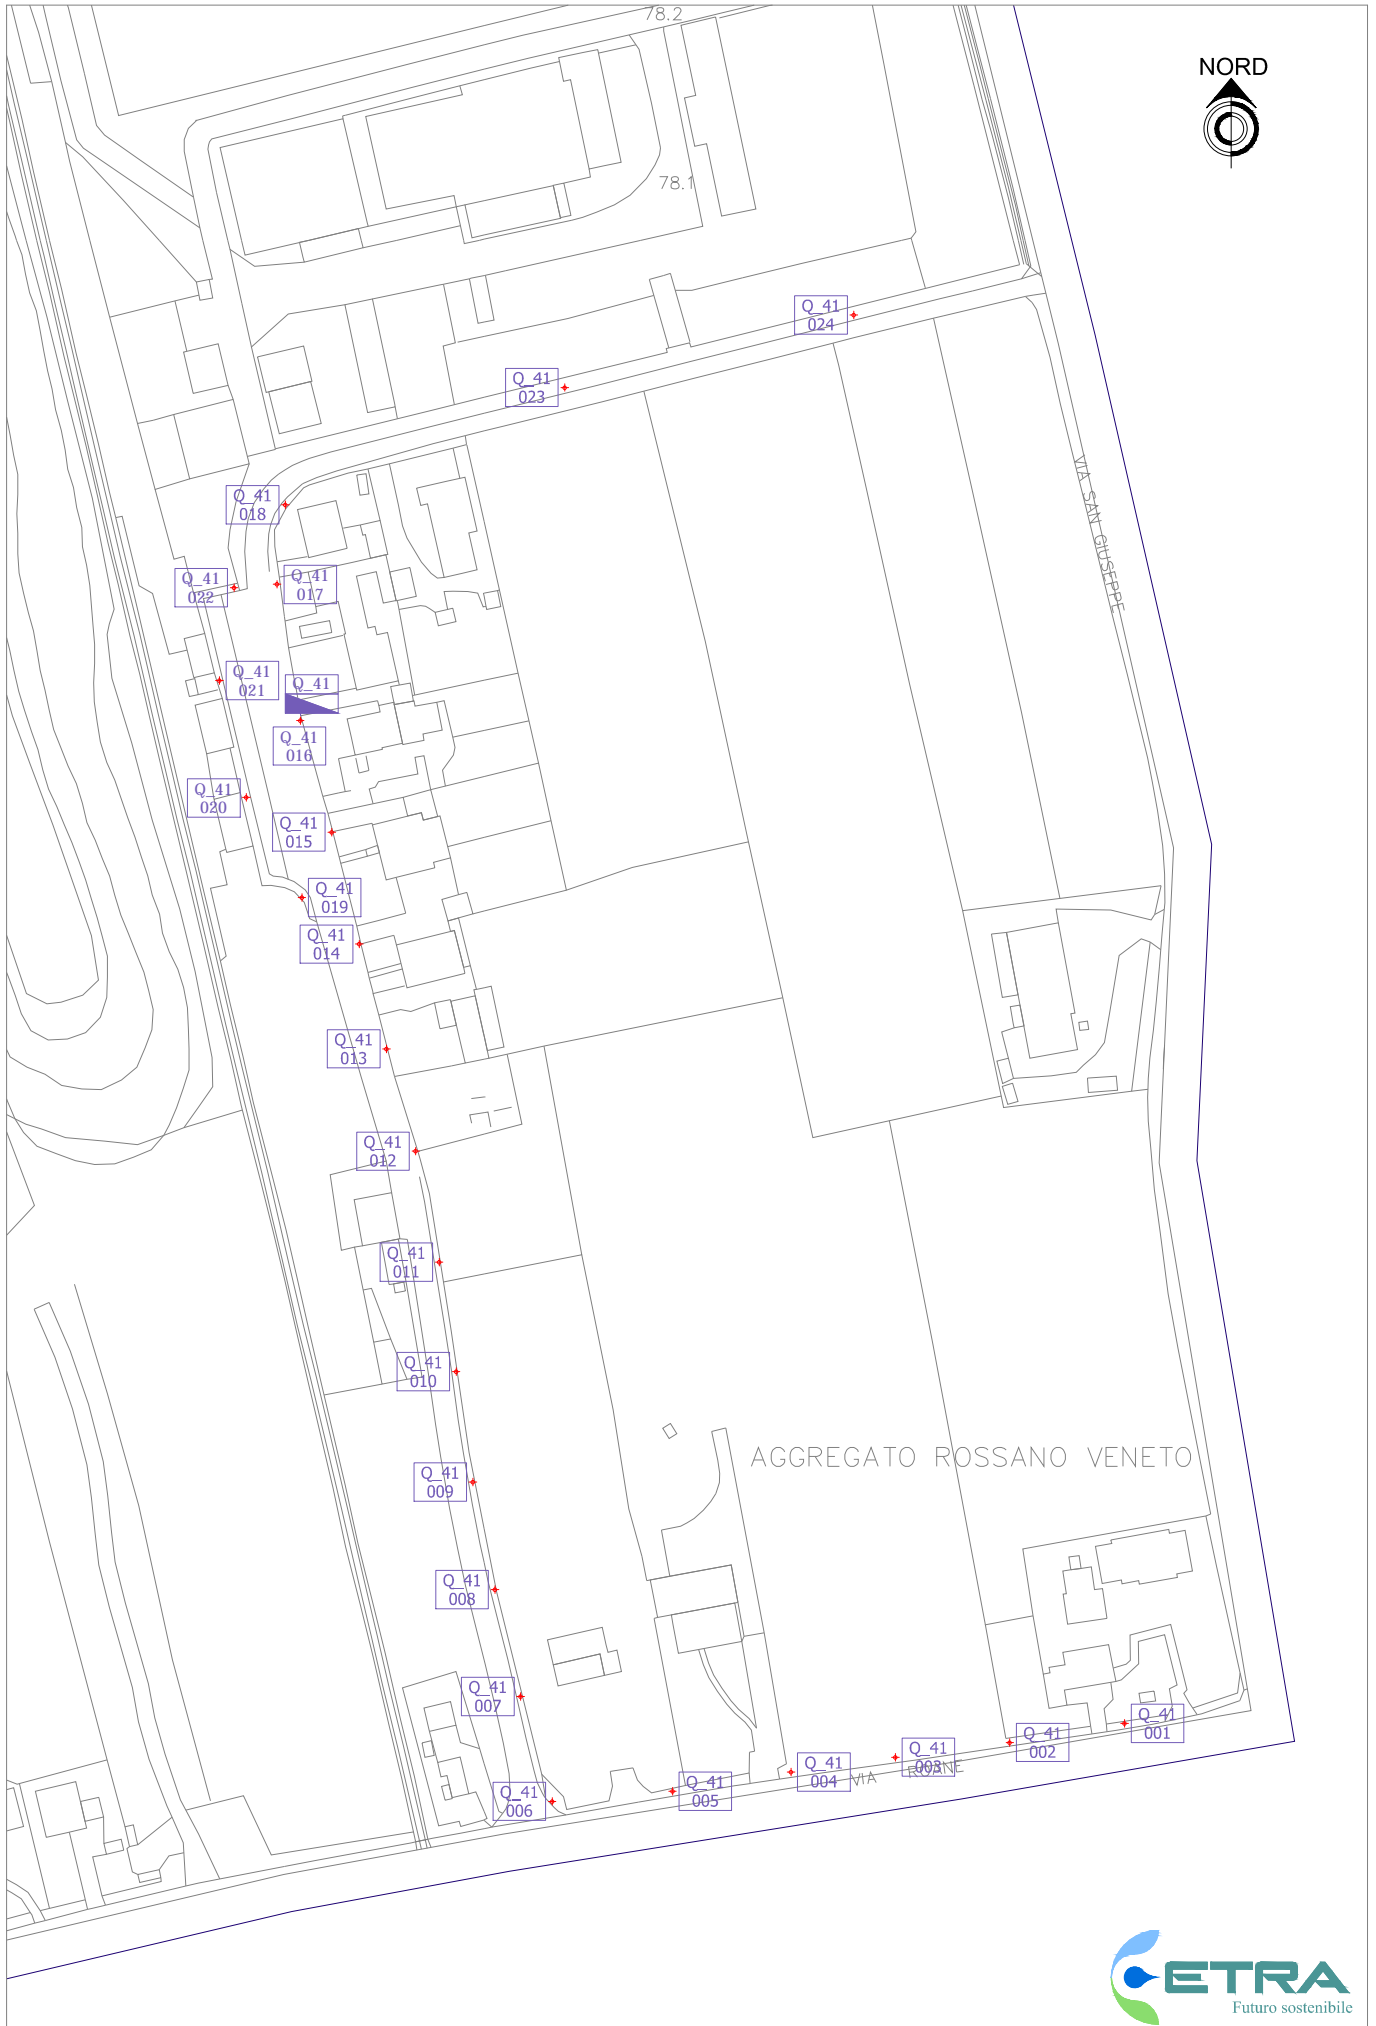 78.2
NORD
78.1
Q_41
024
Q_41
023
VIA SAN GIUSEPPE
Q_41
018
Q_41
022
Q_41
017
Q_41
021
Q_41
Q_41
016
Q_41
020
Q_41
015
Q_41
019
Q_41
014
Q_41
013
Q_41
012
Q_41
011
Q_41
010
AGGREGATO ROSSANO VENETO
Q_41
009
Q_41
008
Q_41
007
Q_41
001
Q_41
002
Q_41
003
Q_41
004
VIA
Q_41
005
Q_41
006
ETRA
Futuro sostenibile